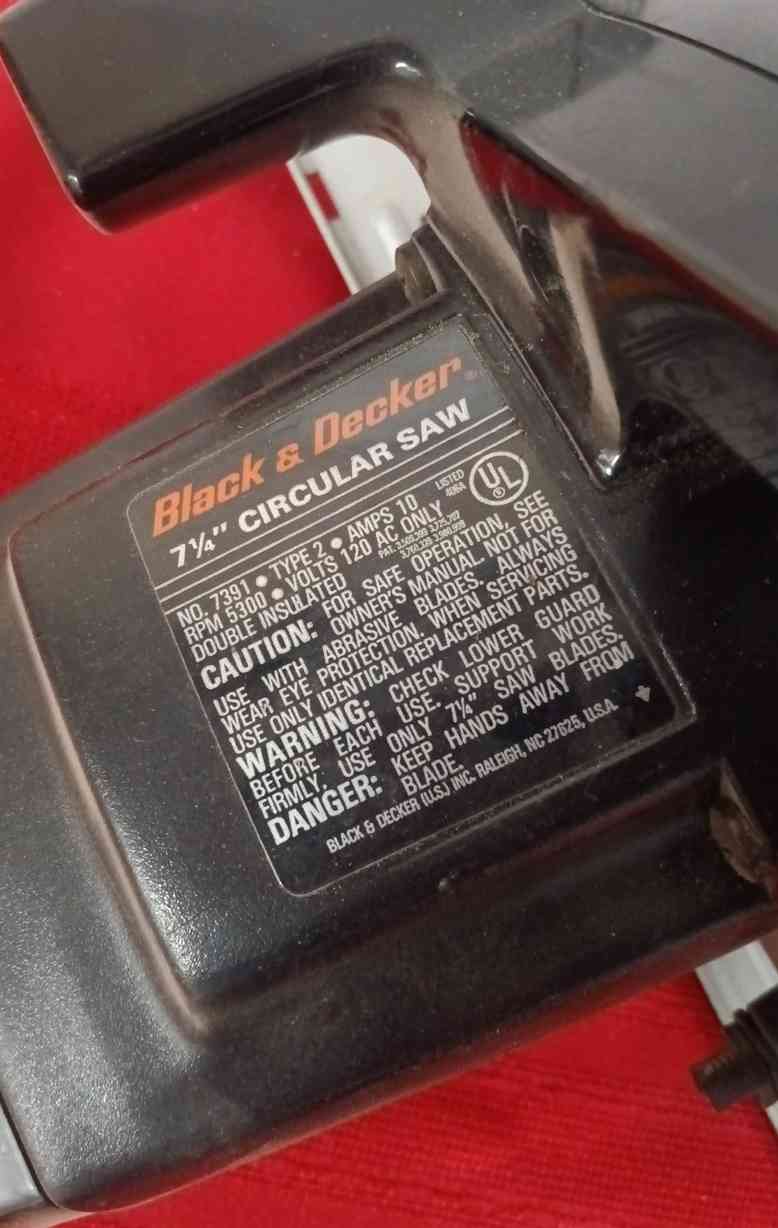 Black & Decker®
7¼" CIRCULAR SAW
NO. 7391 • TYPE 2 • AMPS 10
RPM 5300 • VOLTS 120 AC ONLY
DOUBLE INSULATED
LISTED
UL
®
PAT.
CAUTION: FOR SAFE OPERATION, SEE
OWNER'S MANUAL. NOT FOR
USE WITH ABRASIVE BLADES. ALWAYS
WEAR EYE PROTECTION. WHEN SERVICING
USE ONLY IDENTICAL REPLACEMENT PARTS.
WARNING: CHECK LOWER GUARD
BEFORE EACH USE. SUPPORT WORK
FIRMLY. USE ONLY 7¼" SAW BLADES.
DANGER: KEEP HANDS AWAY FROM
BLADE.
BLACK & DECKER (U.S.) INC. RALEIGH, NC 27625, U.S.A.